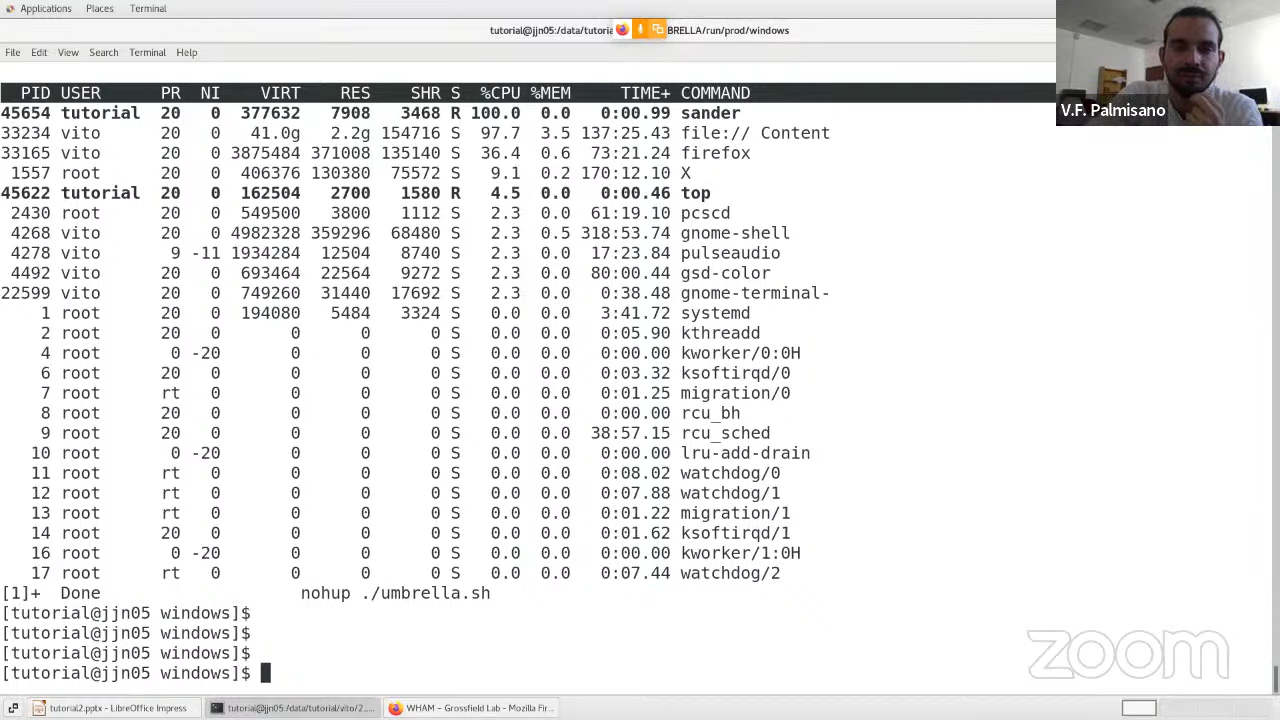 Applications Places Terminal
tutorial@jjn05:/data/tutoria BRELLA/run/prod/windows
File Edit View Search Terminal Help
V.F. Palmisano
PID USER PR NI VIRT RES SHR S %CPU %MEM TIME+ COMMAND
45654 tutorial 20 0 377632 7908 3468 R 100.0 0.0 0:00.99 sander
33234 vito 20 0 41.0g 2.2g 154716 S 97.7 3.5 137:25.43 file:// Content
33165 vito 20 0 3875484 371008 135140 S 36.4 0.6 73:21.24 firefox
1557 root 20 0 406376 130380 75572 S 9.1 0.2 170:12.10 X
45622 tutorial 20 0 162504 2700 1580 R 4.5 0.0 0:00.46 top
2430 root 20 0 549500 3800 1112 S 2.3 0.0 61:19.10 pcscd
4268 vito 20 0 4982328 359296 68480 S 2.3 0.5 318:53.74 gnome-shell
4278 vito 9 -11 1934284 12504 8740 S 2.3 0.0 17:23.84 pulseaudio
4492 vito 20 0 693464 22564 9272 S 2.3 0.0 80:00.44 gsd-color
22599 vito 20 0 749260 31440 17692 S 2.3 0.0 0:38.48 gnome-terminal-
1 root 20 0 194080 5484 3324 S 0.0 0.0 3:41.72 systemd
2 root 20 0 0 0 0 S 0.0 0.0 0:05.90 kthreadd
4 root 0 -20 0 0 0 S 0.0 0.0 0:00.00 kworker/0:0H
6 root 20 0 0 0 0 S 0.0 0.0 0:03.32 ksoftirqd/0
7 root rt 0 0 0 0 S 0.0 0.0 0:01.25 migration/0
8 root 20 0 0 0 0 S 0.0 0.0 0:00.00 rcu_bh
9 root 20 0 0 0 0 S 0.0 0.0 38:57.15 rcu_sched
10 root 0 -20 0 0 0 S 0.0 0.0 0:00.00 lru-add-drain
11 root rt 0 0 0 0 S 0.0 0.0 0:08.02 watchdog/0
12 root rt 0 0 0 0 S 0.0 0.0 0:07.88 watchdog/1
13 root rt 0 0 0 0 S 0.0 0.0 0:01.22 migration/1
14 root 20 0 0 0 0 S 0.0 0.0 0:01.62 ksoftirqd/1
16 root 0 -20 0 0 0 S 0.0 0.0 0:00.00 kworker/1:0H
17 root rt 0 0 0 0 S 0.0 0.0 0:07.44 watchdog/2
[1]+ Done nohup ./umbrella.sh
[tutorial@jjn05 windows]$
[tutorial@jjn05 windows]$
[tutorial@jjn05 windows]$
[tutorial@jjn05 windows]$
zoom
tutorial2.pptx - LibreOffice Impress tutorial@jjn05:/data/tutorial/vito/2.... WHAM – Grossfield Lab - Mozilla Fir...